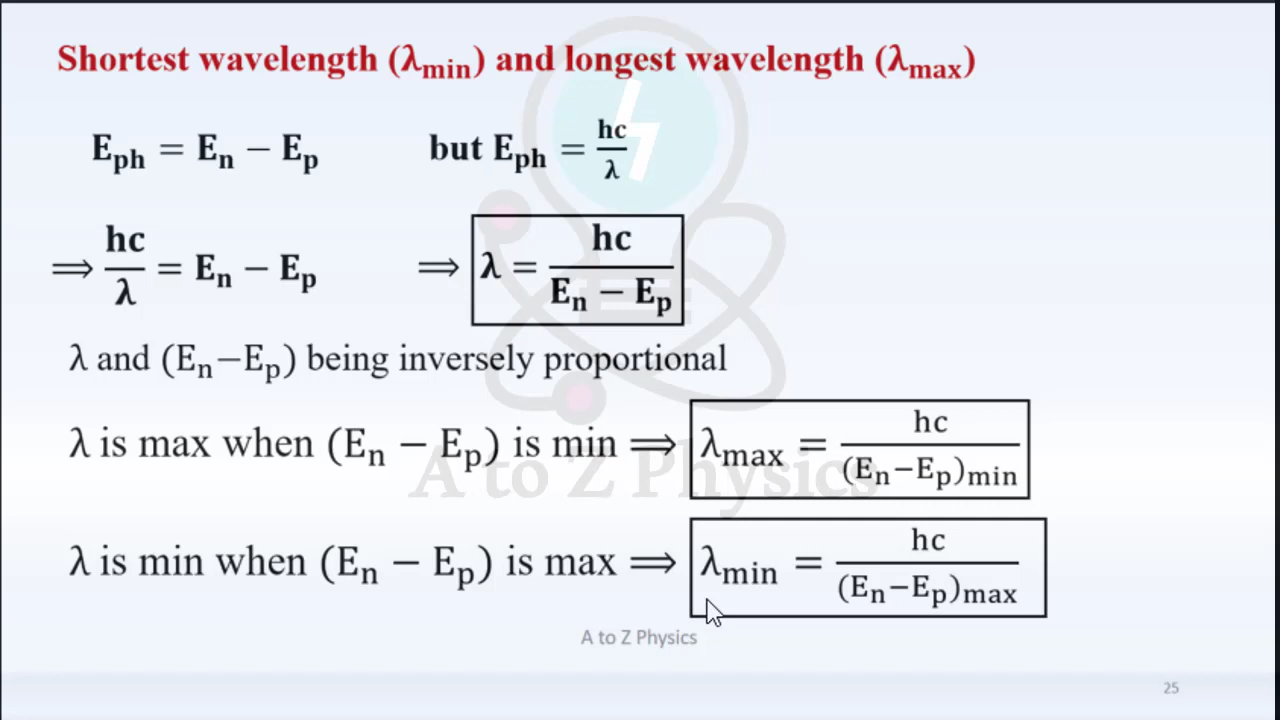 Shortest wavelength (λmin) and longest wavelength (λmax)
Eph = En − Ep but Eph = hc/λ
⟹ hc/λ = En − Ep ⟹ λ = hc/(En − Ep)
λ and (En−Ep) being inversely proportional
λ is max when (En − Ep) is min ⟹ λmax = hc/(En−Ep)min
A to Z Physics
λ is min when (En − Ep) is max ⟹ λmin = hc/(En−Ep)max
A to Z Physics
25